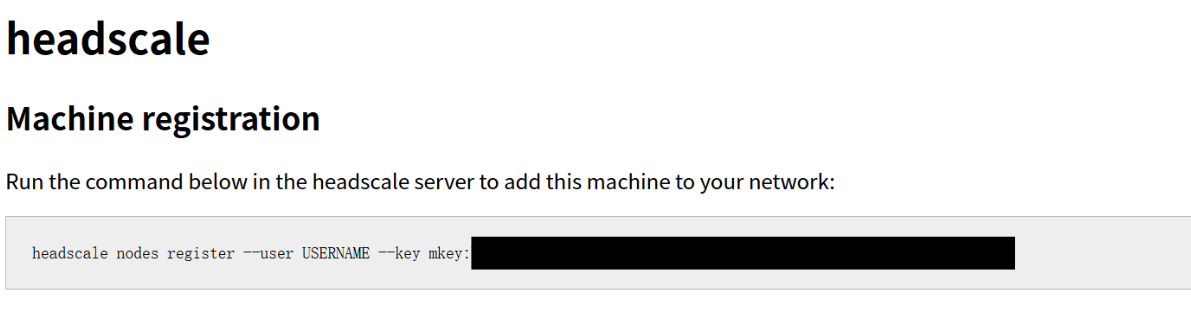 headscale
Machine registration
Run the command below in the headscale server to add this machine to your network:
headscale nodes register --user USERNAME --key mkey: